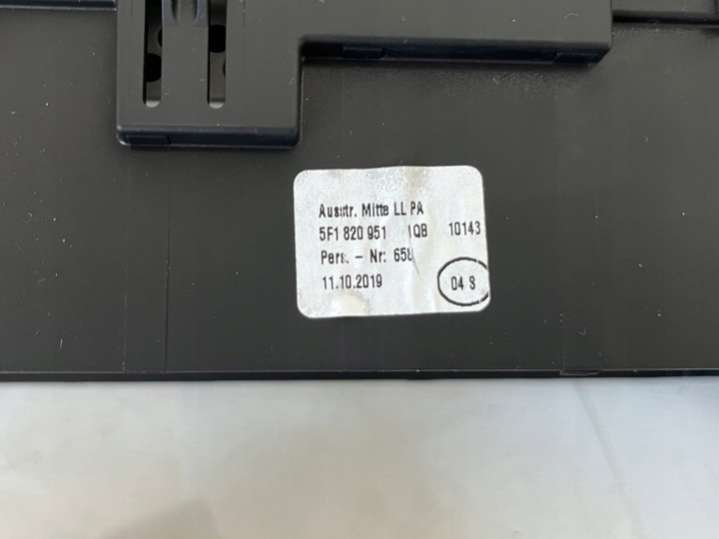 Ausstr. Mitte LL PA
5F1 820 951 IQB 10143
Pers. - Nr: 658
11.10.2019
04 S